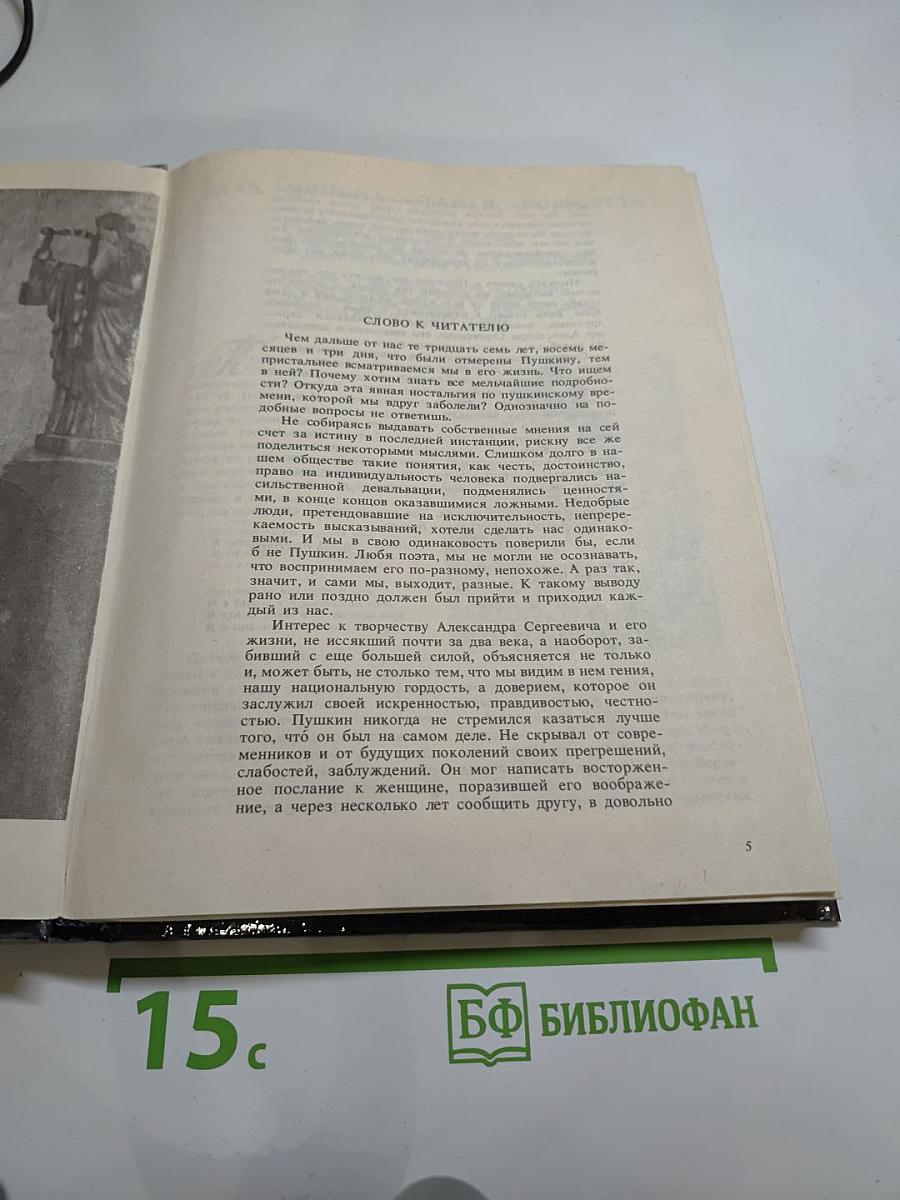 СЛОВО К ЧИТАТЕЛЮ
Чем дальше от нас те тридцать семь лет, восемь ме-
сяцев и три дня, что были отмерены Пушкину, тем
пристальнее всматриваемся мы в его жизнь. Что ищем
в ней? Почему хотим знать все мельчайшие подробно-
сти? Откуда эта явная ностальгия по пушкинскому вре-
мени, которой мы вдруг заболели? Однозначно на по-
добные вопросы не ответишь.
Не собираясь выдавать собственные мнения на сей
счет за истину в последней инстанции, рискну все же
поделиться некоторыми мыслями. Слишком долго в на-
шем обществе такие понятия, как честь, достоинство,
право на индивидуальность человека подвергались на-
сильственной девальвации, подменялись ценностя-
ми, в конце концов оказавшимися ложными. Недобрые
люди, претендовавшие на исключительность, непрере-
каемость высказываний, хотели сделать нас одинако-
выми. И мы в свою одинаковость поверили бы, если
б не Пушкин. Любя поэта, мы не могли не осознавать,
что воспринимаем его по-разному, непохоже. А раз так,
значит, и сами мы, выходит, разные. К такому выводу
рано или поздно должен был прийти и приходил каж-
дый из нас.
Интерес к творчеству Александра Сергеевича и его
жизни, не иссякший почти за два века, а наоборот, за-
бивший с еще большей силой, объясняется не только
и, может быть, не столько тем, что мы видим в нем гения,
нашу национальную гордость, а доверием, которое он
заслужил своей искренностью, правдивостью, честно-
стью. Пушкин никогда не стремился казаться лучше
того, что́ он был на самом деле. Не скрывал от совре-
менников и от будущих поколений своих прегрешений,
слабостей, заблуждений. Он мог написать восторжен-
ное послание к женщине, поразившей его воображе-
ние, а через несколько лет сообщить другу, в довольно
5
15 с
БФ БИБЛИОФАН